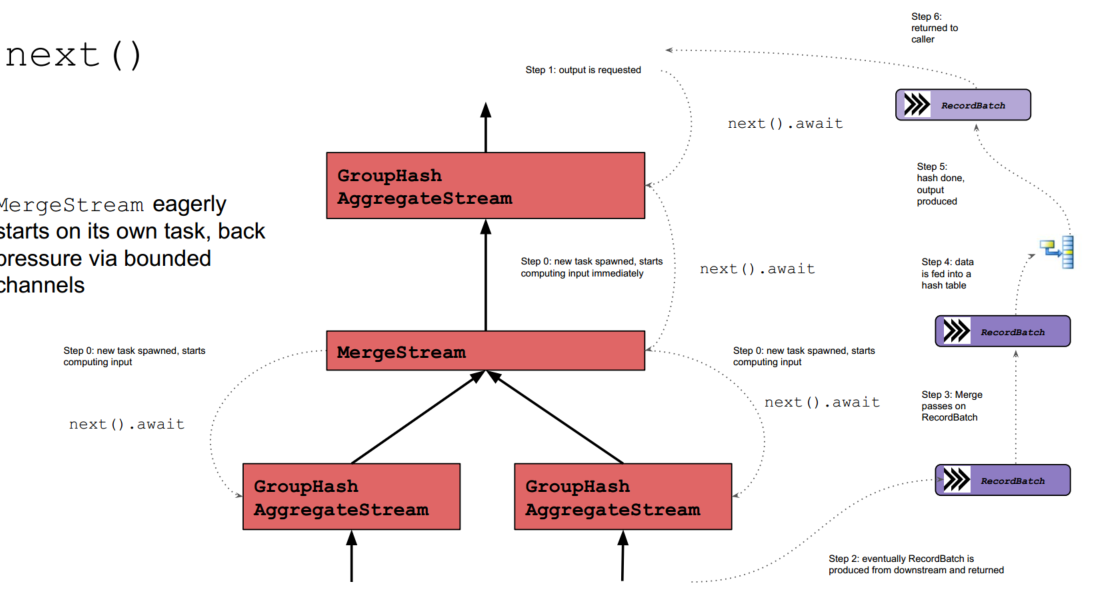 next()
MergeStream eagerly
starts on its own task, back
pressure via bounded
channels
Step 1: output is requested
next().await
GroupHash
AggregateStream
Step 0: new task spawned, starts
computing input immediately
next().await
MergeStream
Step 0: new task spawned, starts
computing input
next().await
Step 0: new task spawned, starts
computing input
next().await
GroupHash
AggregateStream
GroupHash
AggregateStream
Step 6:
returned to
caller
RecordBatch
Step 5:
hash done,
output
produced
Step 4: data
is fed into a
hash table
RecordBatch
Step 3: Merge
passes on
RecordBatch
RecordBatch
Step 2: eventually RecordBatch is
produced from downstream and returned